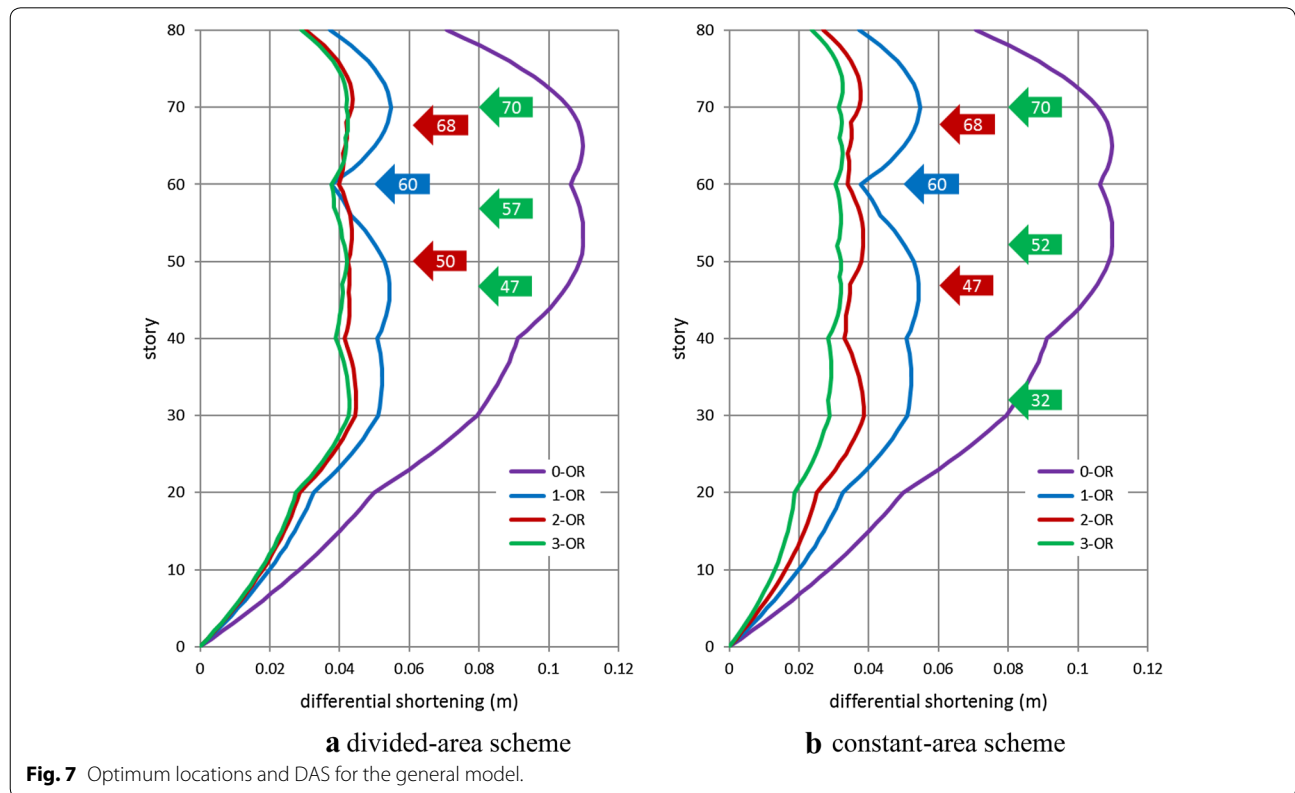 80
70
60
50
40
30
20
10
0
story
70
68
60
57
50
47
0-OR
1-OR
2-OR
3-OR
0 0.02 0.04 0.06 0.08 0.1 0.12
differential shortening (m)
a divided-area scheme
80
70
60
50
40
30
20
10
0
story
70
68
60
52
47
32
0-OR
1-OR
2-OR
3-OR
0 0.02 0.04 0.06 0.08 0.1 0.12
differential shortening (m)
b constant-area scheme
Fig. 7 Optimum locations and DAS for the general model.